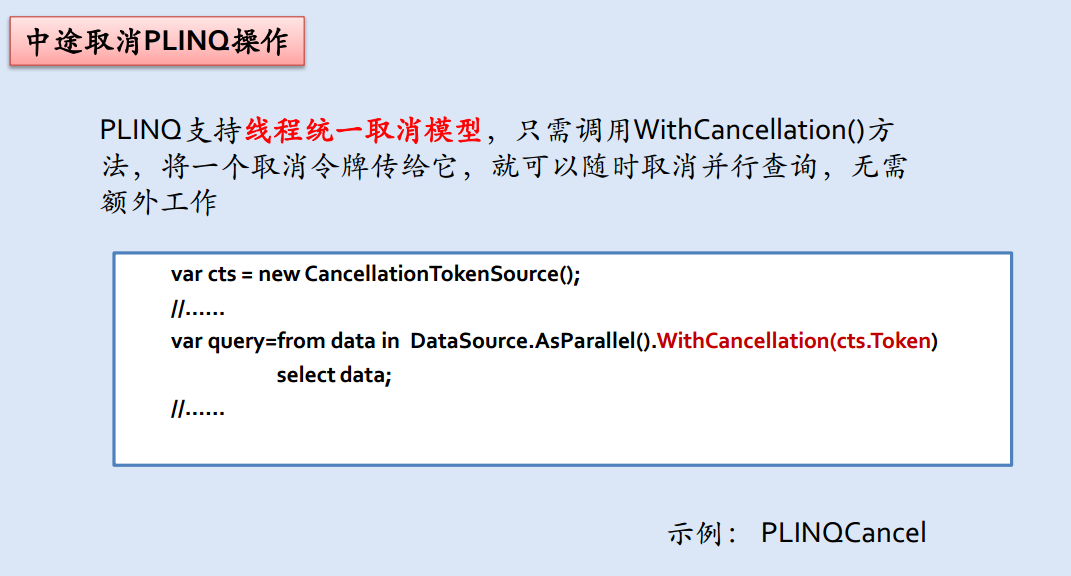 中途取消PLINQ操作
PLINQ支持线程统一取消模型，只需调用WithCancellation()方
法，将一个取消令牌传给它，就可以随时取消并行查询，无需
额外工作
var cts = new CancellationTokenSource();
//……
var query=from data in DataSource.AsParallel().WithCancellation(cts.Token)
select data;
//……
示例： PLINQCancel